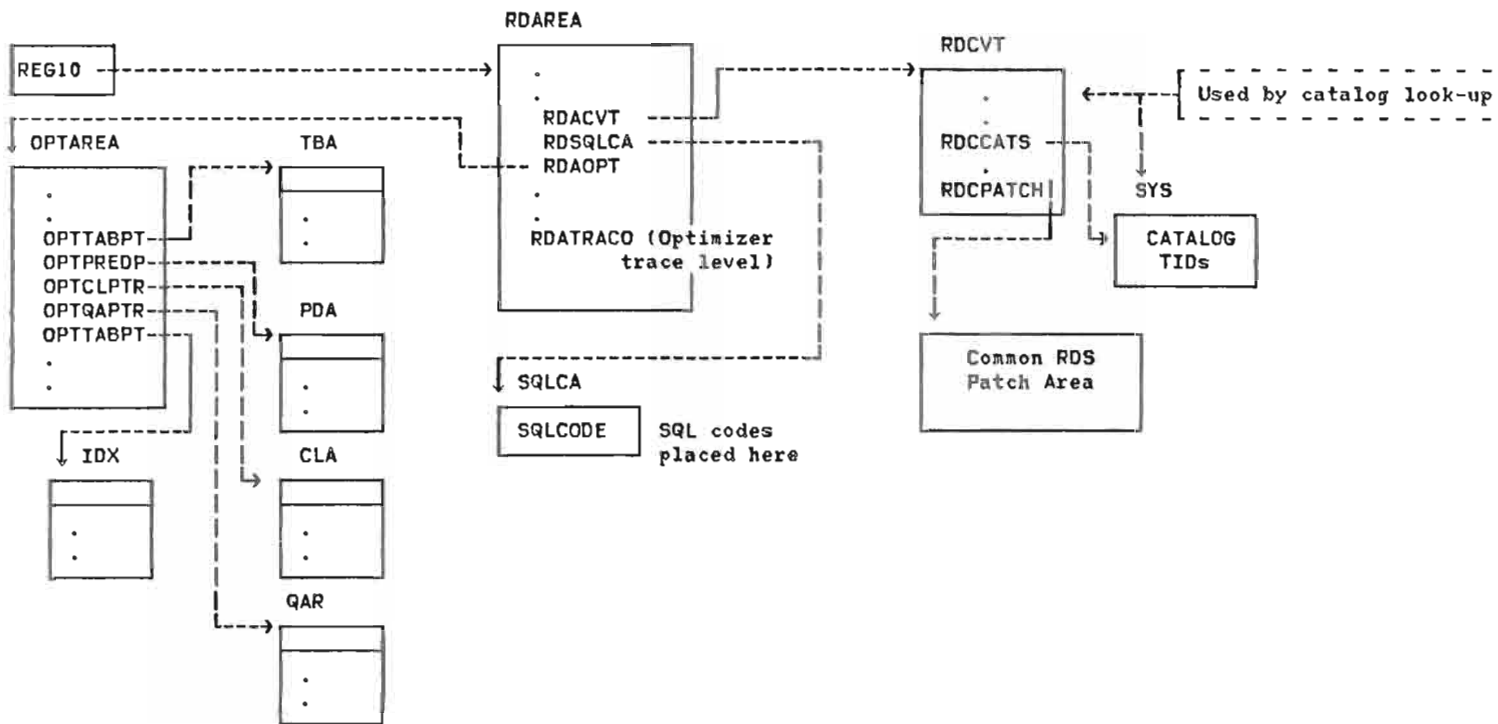 RDAREA
REG10
RDACVT
RDSQLCA
RDAOPT
RDATRACO (Optimizer
trace level)
RDCVT
RDCCATS
RDCPATCH
Used by catalog look-up
SYS
CATALOG
TIDs
Common RDS
Patch Area
OPTAREA
OPTTABPT
OPTPREDP
OPTCLPTR
OPTQAPTR
OPTTABPT
TBA
PDA
SQLCA
SQLCODE
SQL codes
placed here
IDX
CLA
QAR